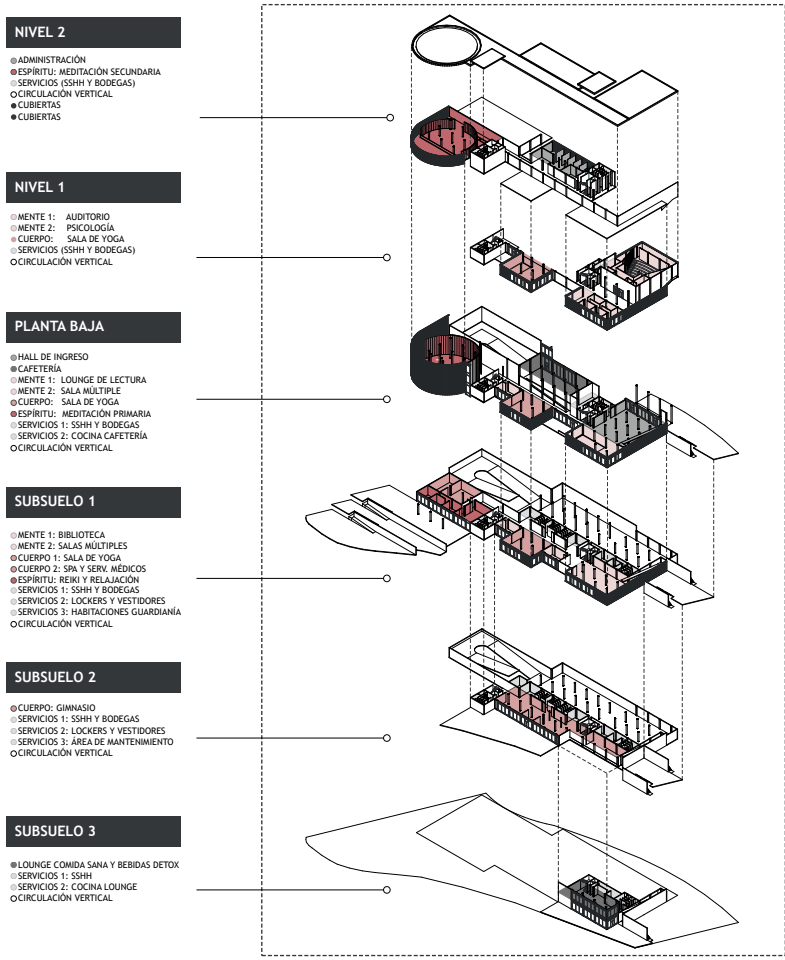 NIVEL 2
ADMINISTRACIÓN
ESPÍRITU: MEDITACIÓN SECUNDARIA
SERVICIOS (SSHH Y BODEGAS)
CIRCULACIÓN VERTICAL
CUBIERTAS
CUBIERTAS
NIVEL 1
MENTE 1: AUDITORIO
MENTE 2: PSICOLOGÍA
CUERPO: SALA DE YOGA
SERVICIOS (SSHH Y BODEGAS)
CIRCULACIÓN VERTICAL
PLANTA BAJA
HALL DE INGRESO
CAFETERÍA
MENTE 1: LOUNGE DE LECTURA
MENTE 2: SALA MÚLTIPLE
CUERPO: SALA DE YOGA
ESPÍRITU: MEDITACIÓN PRIMARIA
SERVICIOS 1: SSHH Y BODEGAS
SERVICIOS 2: COCINA CAFETERÍA
CIRCULACIÓN VERTICAL
SUBSUELO 1
MENTE 1: BIBLIOTECA
MENTE 2: SALAS MÚLTIPLES
CUERPO 1: SALA DE YOGA
CUERPO 2: SPA Y SERV. MÉDICOS
ESPÍRITU: REIKI Y RELAJACIÓN
SERVICIOS 1: SSHH Y BODEGAS
SERVICIOS 2: LOCKERS Y VESTIDORES
SERVICIOS 3: HABITACIONES GUARDIANÍA
CIRCULACIÓN VERTICAL
SUBSUELO 2
CUERPO: GIMNASIO
SERVICIOS 1: SSHH Y BODEGAS
SERVICIOS 2: LOCKERS Y VESTIDORES
SERVICIOS 3: ÁREA DE MANTENIMIENTO
CIRCULACIÓN VERTICAL
SUBSUELO 3
LOUNGE COMIDA SANA Y BEBIDAS DETOX
SERVICIOS 1: SSHH
SERVICIOS 2: COCINA LOUNGE
CIRCULACIÓN VERTICAL